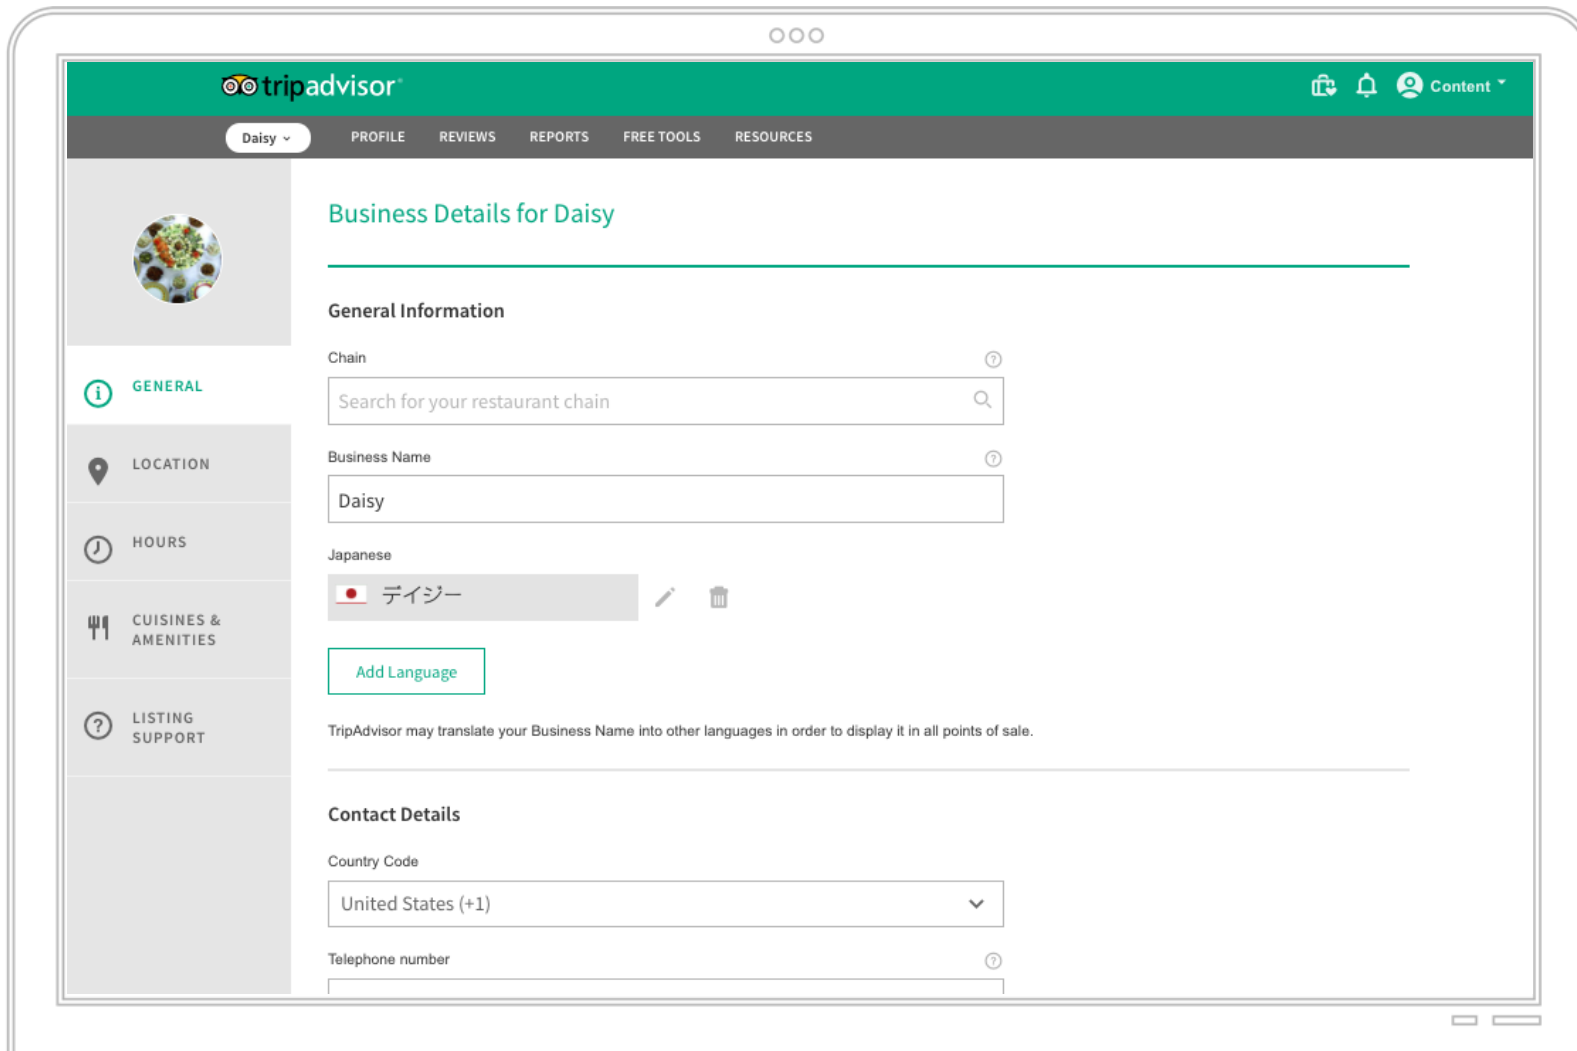 tripadvisor
Content
Daisy
PROFILE
REVIEWS
REPORTS
FREE TOOLS
RESOURCES
Business Details for Daisy
GENERAL
LOCATION
HOURS
CUISINES &
AMENITIES
LISTING
SUPPORT
General Information
Chain
Search for your restaurant chain
Business Name
Daisy
Japanese
デイジー
Add Language
TripAdvisor may translate your Business Name into other languages in order to display it in all points of sale.
Contact Details
Country Code
United States (+1)
Telephone number